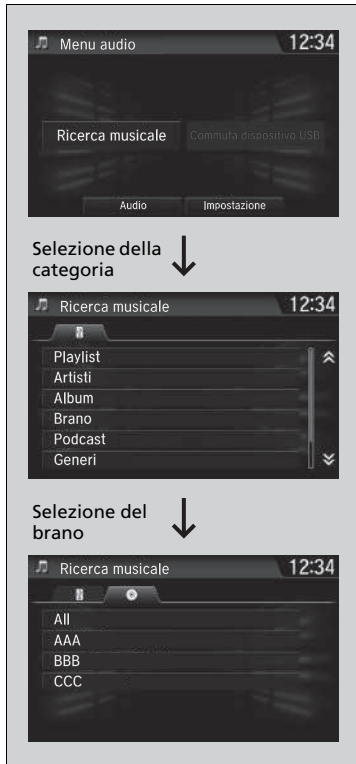 Menu audio 12:34
Ricerca musicale Commuta dispositivo USB
Audio Impostazione
Selezione della
categoria
Ricerca musicale 12:34
Playlist
Artisti
Album
Brano
Podcast
Generi
Selezione del
brano
Ricerca musicale 12:34
All
AAA
BBB
CCC